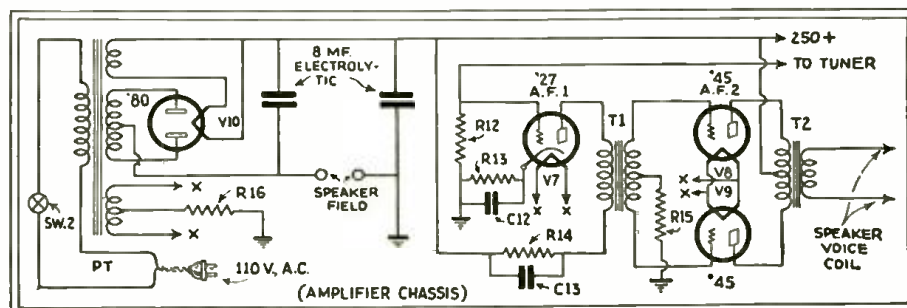 8 MF.
ELECTROLY-
TIC
250+
TO TUNER
'80
V10
'27
A.F.1
'45
A.F.2
T1
T2
R12
R13
V7
V8
V9
X
X
R16
X
SPEAKER
FIELD
C12
X X
R14
R15
X
X
SW.2
PT
110 V., A.C.
C13
'45
SPEAKER
VOICE
COIL
(AMPLIFIER CHASSIS)